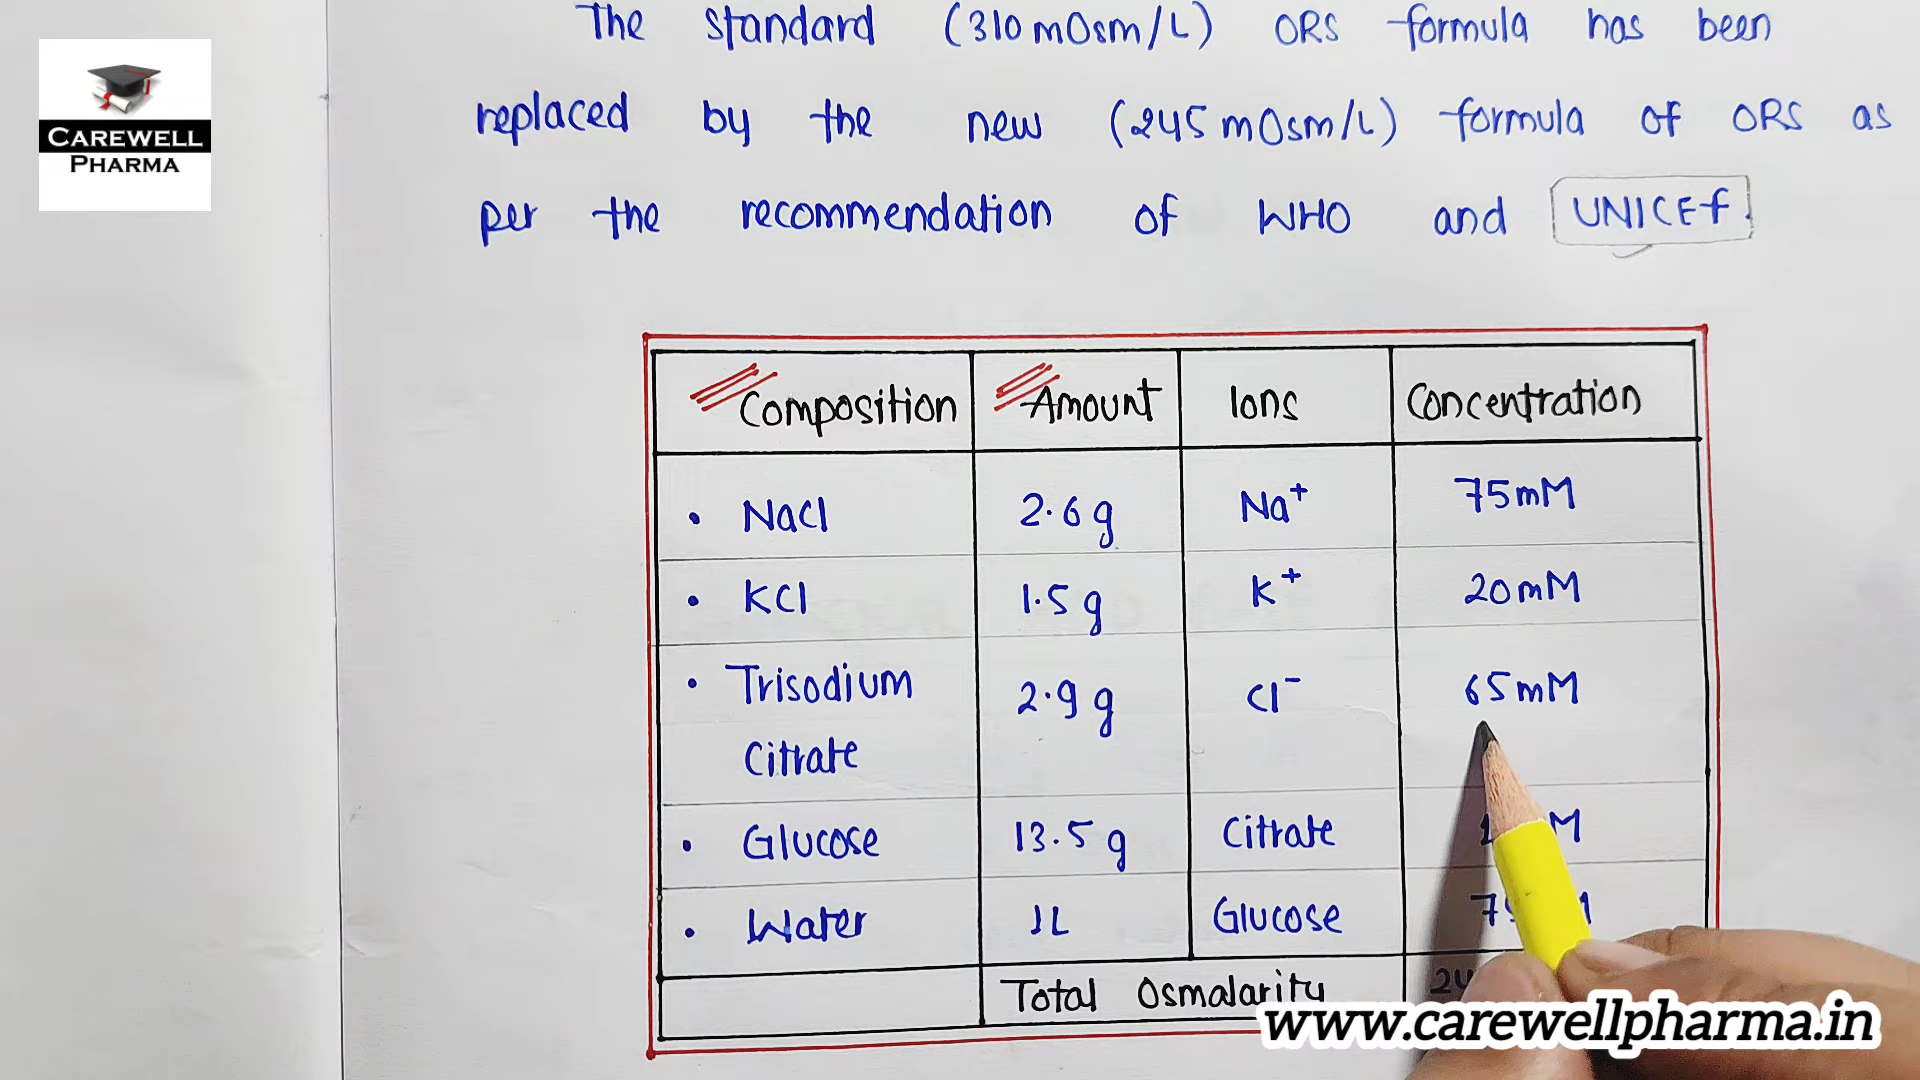 The standard (310 mOsm/L) ORS formula has been
replaced by the new (245 mOsm/L) formula of ORS as
per the recommendation of WHO and UNICEf.
CAREWELL
PHARMA
Composition Amount Ions Concentration
• NaCl 2.6 g Na+ 75mM
• KCl 1.5 g K+ 20mM
• Trisodium 2.9 g Cl- 65mM
Citrate
• Glucose 13.5 g Citrate
• Water 1L Glucose
Total Osmalarity
www.carewellpharma.in